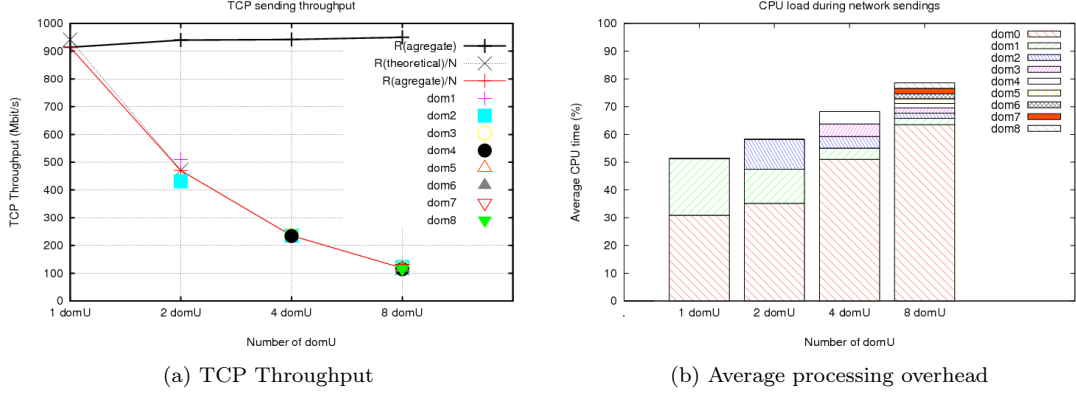 TCP sending throughput
1000
900
800
700
600
500
400
300
200
100
0
TCP Throughput (Mbit/s)
R(agregate)
R(theoretical)/N
R(agregate)/N
dom1
dom2
dom3
dom4
dom5
dom6
dom7
dom8
1 domU 2 domU 4 domU 8 domU
Number of domU
(a) TCP Throughput
CPU load during network sendings
100
90
80
70
60
50
40
30
20
10
0
Average CPU time (%)
dom0
dom1
dom2
dom3
dom4
dom5
dom6
dom7
dom8
. 1 domU 2 domU 4 domU 8 domU
Number of domU
(b) Average processing overhead